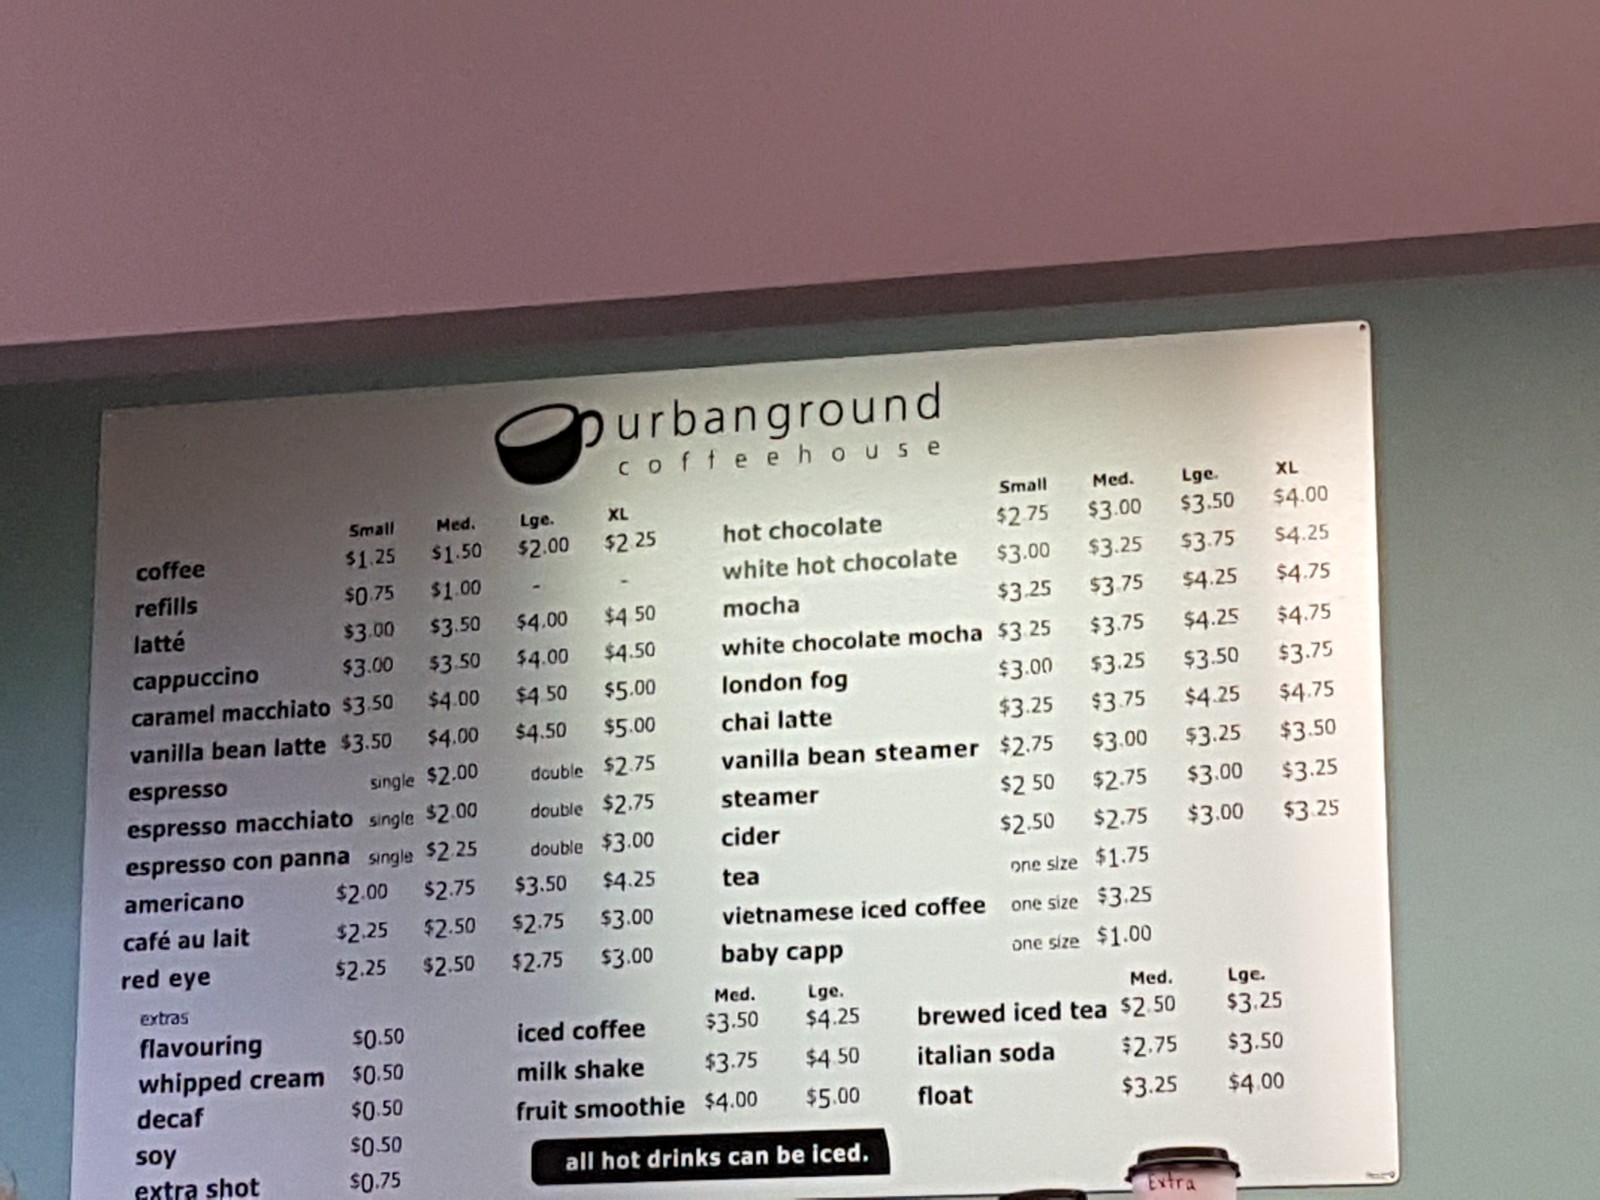 urbanground
coffeehouse
Small Med. Lge. XL
coffee $1.25 $1.50 $2.00 $2.25
refills $0.75 $1.00 - -
latté $3.00 $3.50 $4.00 $4.50
cappuccino $3.00 $3.50 $4.00 $4.50
caramel macchiato $3.50 $4.00 $4.50 $5.00
vanilla bean latte $3.50 $4.00 $4.50 $5.00
espresso single $2.00 double $2.75
espresso macchiato single $2.00 double $2.75
espresso con panna single $2.25 double $3.00
americano $2.00 $2.75 $3.50 $4.25
café au lait $2.25 $2.50 $2.75 $3.00
red eye $2.25 $2.50 $2.75 $3.00
Small Med. Lge. XL
hot chocolate $2.75 $3.00 $3.50 $4.00
white hot chocolate $3.00 $3.25 $3.75 $4.25
mocha $3.25 $3.75 $4.25 $4.75
white chocolate mocha $3.25 $3.75 $4.25 $4.75
london fog $3.00 $3.25 $3.50 $3.75
chai latte $3.25 $3.75 $4.25 $4.75
vanilla bean steamer $2.75 $3.00 $3.25 $3.50
steamer $2.50 $2.75 $3.00 $3.25
cider $2.50 $2.75 $3.00 $3.25
tea one size $1.75
vietnamese iced coffee one size $3.25
baby capp one size $1.00
extras
flavouring $0.50
whipped cream $0.50
decaf $0.50
soy $0.50
extra shot $0.75
Med. Lge.
iced coffee $3.50 $4.25
milk shake $3.75 $4.50
fruit smoothie $4.00 $5.00
Med. Lge.
brewed iced tea $2.50 $3.25
italian soda $2.75 $3.50
float $3.25 $4.00
all hot drinks can be iced.
Extra